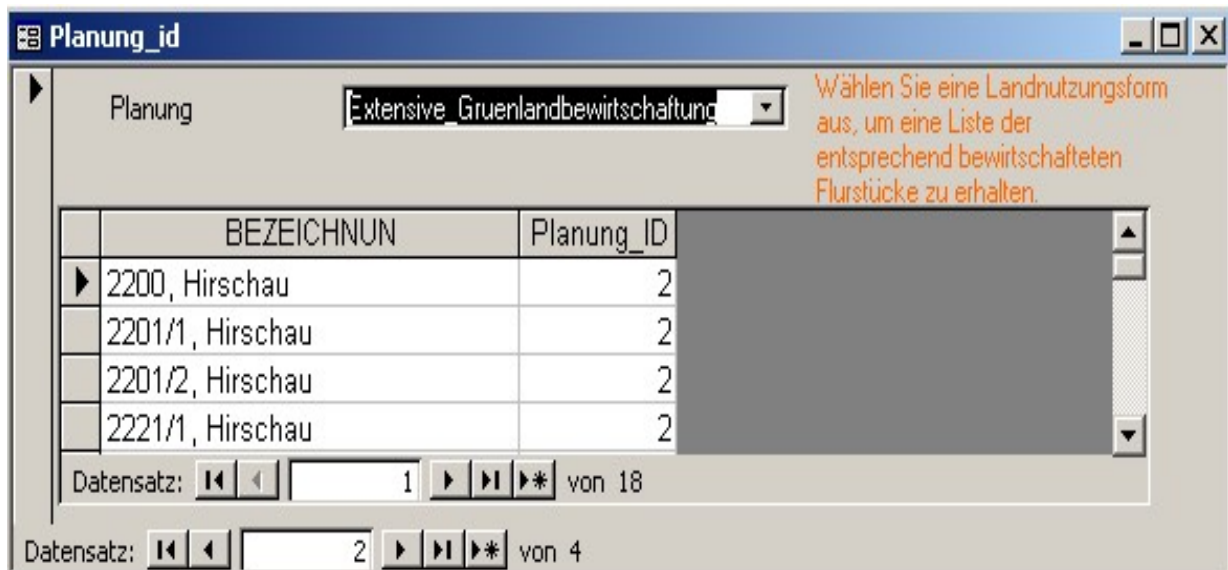 Planung_id
Planung
Extensive_Gruenlandbewirtschaftung
Wählen Sie eine Landnutzungsform
aus, um eine Liste der
entsprechend bewirtschafteten
Flurstücke zu erhalten.
BEZEICHNUN Planung_ID
2200, Hirschau 2
2201/1, Hirschau 2
2201/2, Hirschau 2
2221/1, Hirschau 2
Datensatz: 1 von 18
Datensatz: 2 von 4